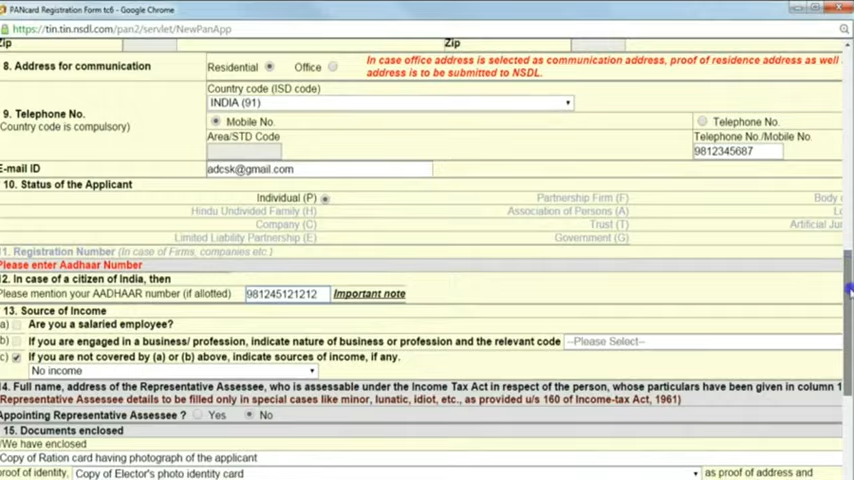 PANcard Registration Form tc6 - Google Chrome
https://tin.tin.nsdl.com/pan2/servlet/NewPanApp
Zip Zip
8. Address for communication Residential Office In case office address is selected as communication address, proof of residence address as well
address is to be submitted to NSDL.
Country code (ISD code)
INDIA (91)
9. Telephone No. Mobile No. Telephone No.
Country code is compulsory)
Area/STD Code Telephone No./Mobile No.
9812345687
E-mail ID adcsk@gmail.com
10. Status of the Applicant
Individual (P) Partnership Firm (F) Body
Hindu Undivided Family (H) Association of Persons (A)
Company (C) Trust (T) Artificial
Limited Liability Partnership (E) Government (G)
11. Registration Number (In case of Firms, companies etc.)
Please enter Aadhaar Number
12. In case of a citizen of India, then
Please mention your AADHAAR number (if allotted) 981245121212 Important note
13. Source of Income
a) Are you a salaried employee?
b) If you are engaged in a business/ profession, indicate nature of business or profession and the relevant code --Please Select--
c) If you are not covered by (a) or (b) above, indicate sources of income, if any.
No income
14. Full name, address of the Representative Assessee, who is assessable under the Income Tax Act in respect of the person, whose particulars have been given in column 1
Representative Assessee details to be filled only in special cases like minor, lunatic, idiot, etc., as provided u/s 160 of Income-tax Act, 1961)
Appointing Representative Assessee ? Yes No
15. Documents enclosed
I/We have enclosed
Copy of Ration card having photograph of the applicant
proof of identity, Copy of Elector's photo identity card as proof of address and